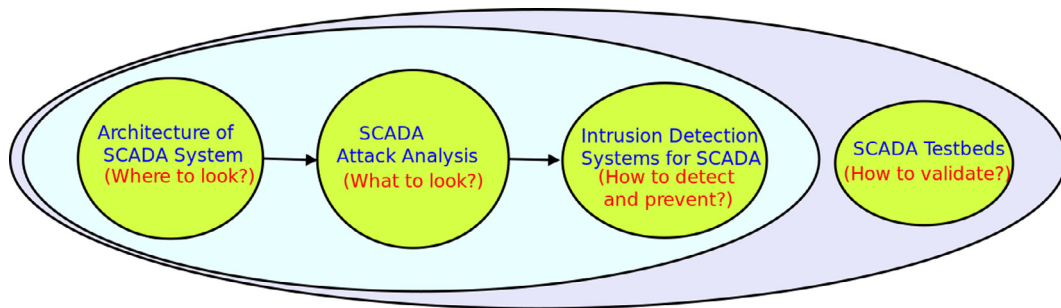 Architecture of
SCADA System
(Where to look?)
SCADA
Attack Analysis
(What to look?)
Intrusion Detection
Systems for SCADA
(How to detect
and prevent?)
SCADA Testbeds
(How to validate?)